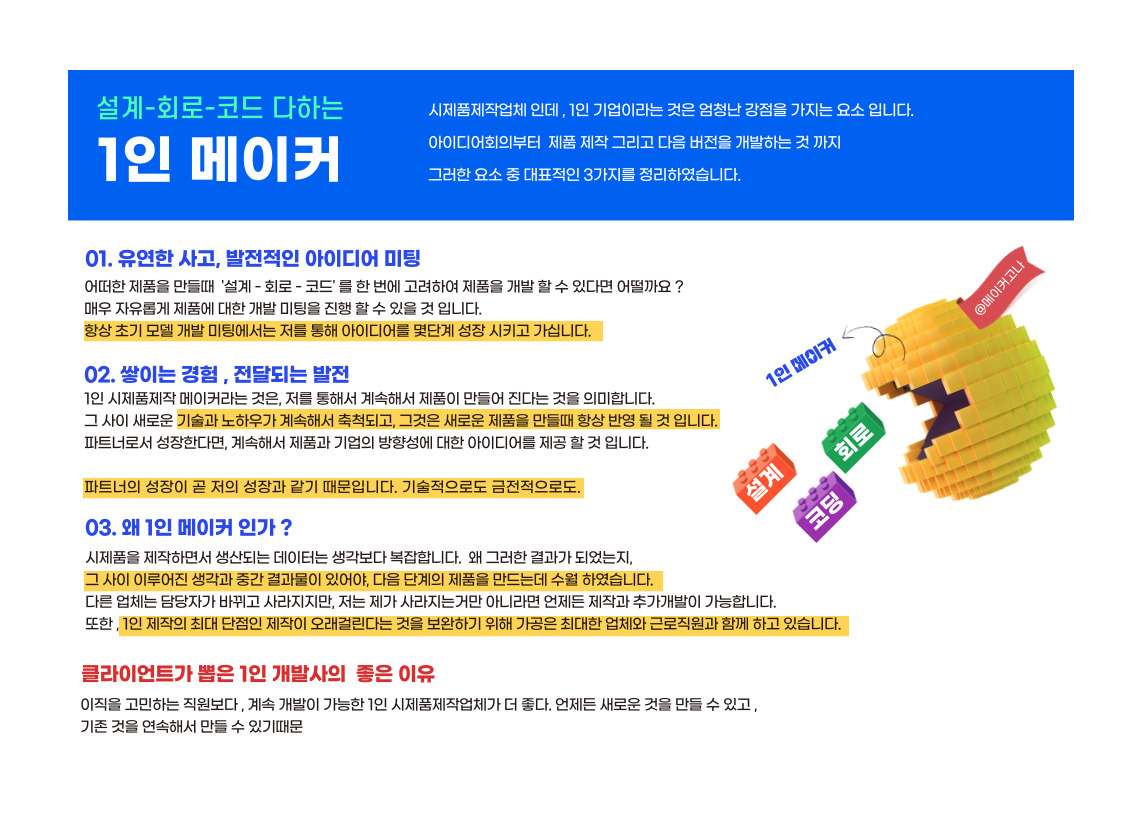 설계-회로-코드 다하는
1인 메이커
시제품제작업체 인데 , 1인 기업이라는 것은 엄청난 강점을 가지는 요소 입니다.
아이디어회의부터 제품 제작 그리고 다음 버전을 개발하는 것 까지
그러한 요소 중 대표적인 3가지를 정리하였습니다.
01. 유연한 사고, 발전적인 아이디어 미팅
어떠한 제품을 만들때 '설계 - 회로 - 코드' 를 한 번에 고려하여 제품을 개발 할 수 있다면 어떨까요 ?
매우 자유롭게 제품에 대한 개발 미팅을 진행 할 수 있을 것 입니다.
항상 초기 모델 개발 미팅에서는 저를 통해 아이디어를 몇단계 성장 시키고 가십니다.
02. 쌓이는 경험 , 전달되는 발전
1인 시제품제작 메이커라는 것은, 저를 통해서 계속해서 제품이 만들어 진다는 것을 의미합니다.
그 사이 새로운 기술과 노하우가 계속해서 축척되고, 그것은 새로운 제품을 만들때 항상 반영 될 것 입니다.
파트너로서 성장한다면, 계속해서 제품과 기업의 방향성에 대한 아이디어를 제공 할 것 입니다.
파트너의 성장이 곧 저의 성장과 같기 때문입니다. 기술적으로도 금전적으로도.
03. 왜 1인 메이커 인가 ?
시제품을 제작하면서 생산되는 데이터는 생각보다 복잡합니다. 왜 그러한 결과가 되었는지,
그 사이 이루어진 생각과 중간 결과물이 있어야, 다음 단계의 제품을 만드는데 수월 하였습니다.
다른 업체는 담당자가 바뀌고 사라지지만, 저는 제가 사라지는거만 아니라면 언제든 제작과 추가개발이 가능합니다.
또한 , 1인 제작의 최대 단점인 제작이 오래걸린다는 것을 보완하기 위해 가공은 최대한 업체와 근로직원과 함께 하고 있습니다.
클라이언트가 뽑은 1인 개발사의 좋은 이유
이직을 고민하는 직원보다 , 계속 개발이 가능한 1인 시제품제작업체가 더 좋다. 언제든 새로운 것을 만들 수 있고 ,
기존 것을 연속해서 만들 수 있기때문
@메이커고나
1인 메이커
회로
설계
코딩